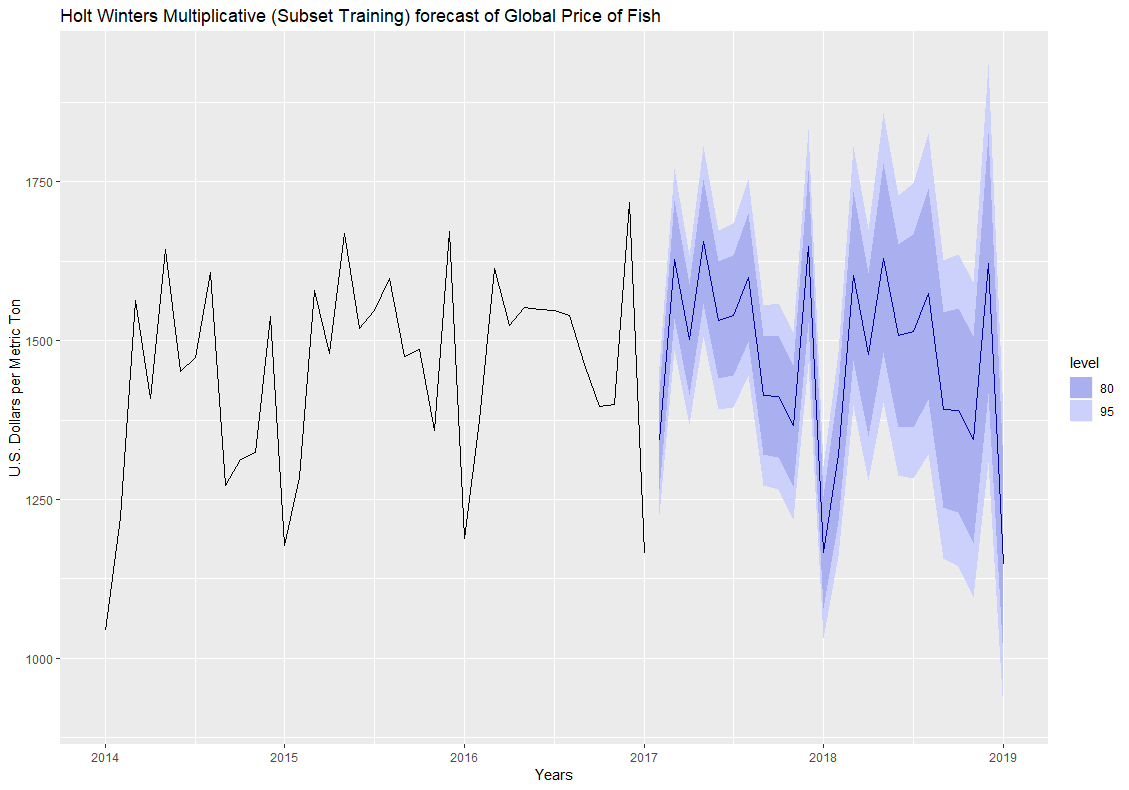 Holt Winters Multiplicative (Subset Training) forecast of Global Price of Fish
U.S.Dollars per Metric Ton
1750
1500
1250
1000
2014 2015 2016 2017 2018 2019
Years
level
80
95